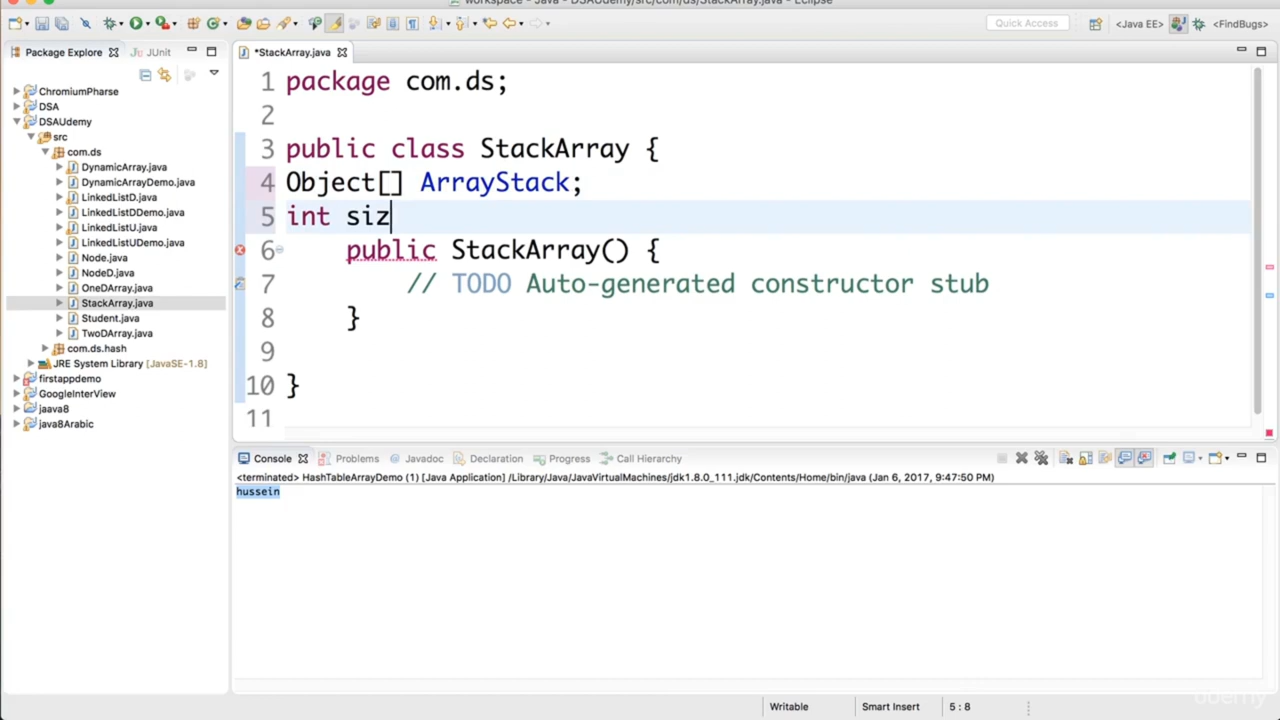 workspace - Java - DSAUdemy/src/com/ds/StackArray.java - Eclipse
Quick Access
<Java EE>
<FindBugs>
Package Explorer
JUnit
*StackArray.java
ChromiumPharse
DSA
DSAUdemy
src
com.ds
DynamicArray.java
DynamicArrayDemo.java
LinkedListD.java
LinkedListDDemo.java
LinkedListU.java
LinkedListUDemo.java
Node.java
NodeD.java
OneDArray.java
StackArray.java
Student.java
TwoDArray.java
com.ds.hash
JRE System Library [JavaSE-1.8]
firstappdemo
GoogleInterView
jaava8
java8Arabic
1 package com.ds;
2
3 public class StackArray {
4 Object[] ArrayStack;
5 int siz
6 public StackArray() {
7 // TODO Auto-generated constructor stub
8 }
9
10 }
11
Console Problems Javadoc Declaration Progress Call Hierarchy
<terminated> HashTableArrayDemo (1) [Java Application] /Library/Java/JavaVirtualMachines/jdk1.8.0_111.jdk/Contents/Home/bin/java (Jan 6, 2017, 9:47:50 PM)
hussein
Writable Smart Insert 5 : 8
udemy